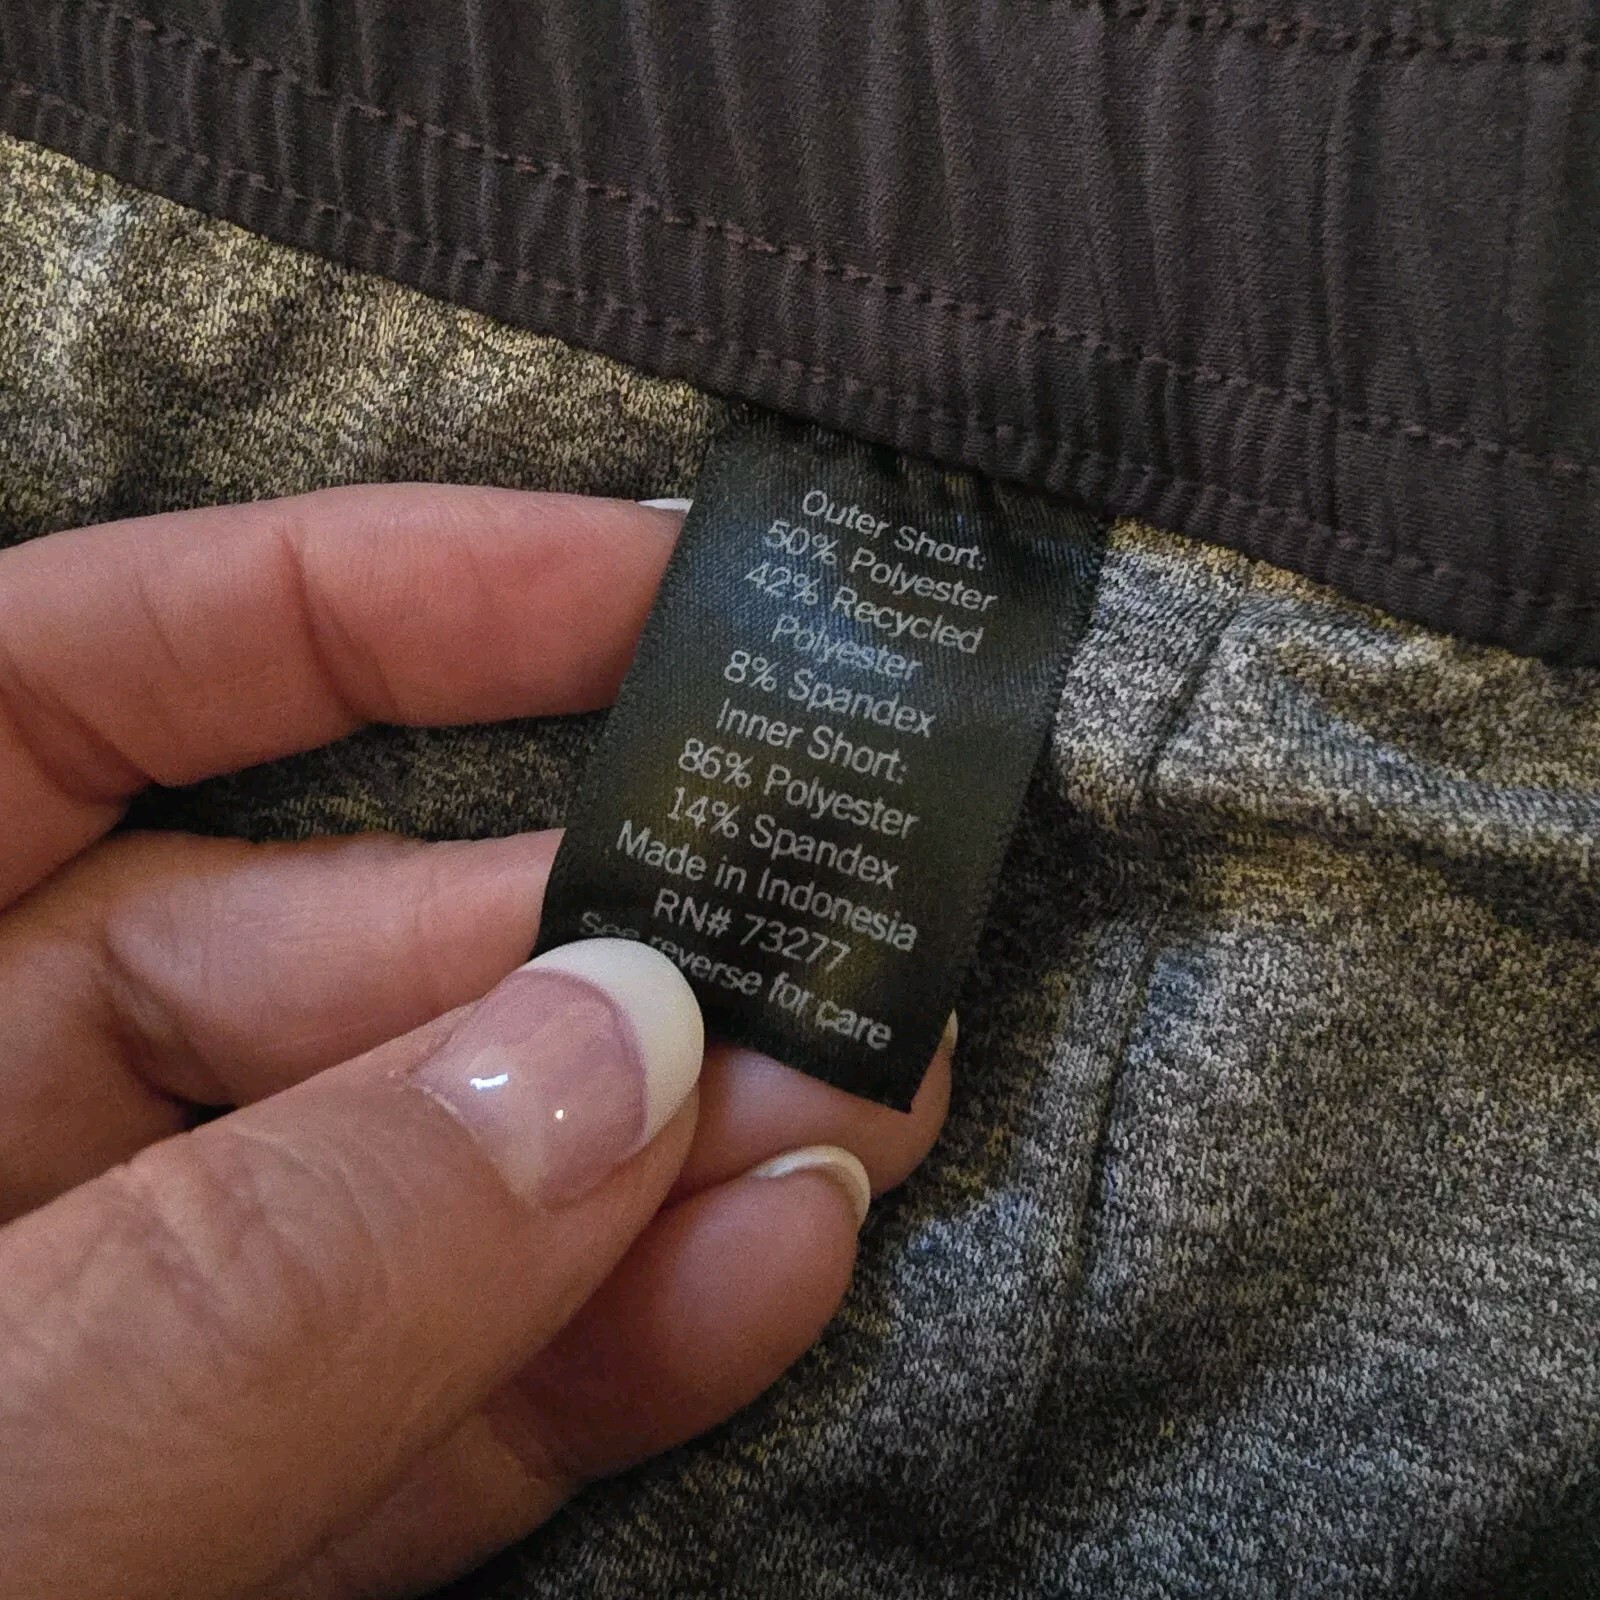 Outer Short:
50% Polyester
42% Recycled
Polyester
8% Spandex
Inner Short:
86% Polyester
14% Spandex
Made in Indonesia
RN# 73277
See reverse for care